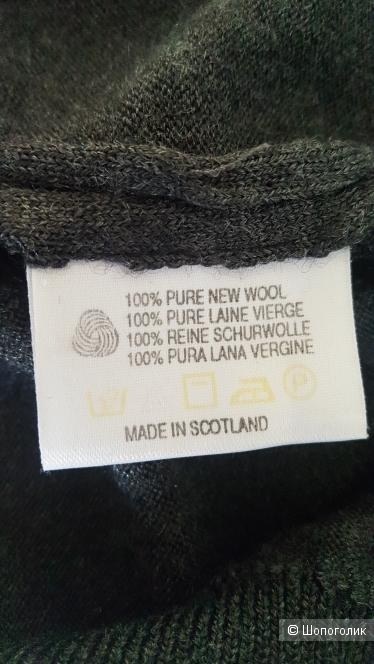 100% PURE NEW WOOL
100% PURE LAINE VIERGE
100% REINE SCHURWOLLE
100% PURA LANA VERGINE
P
MADE IN SCOTLAND
© Шопоголик